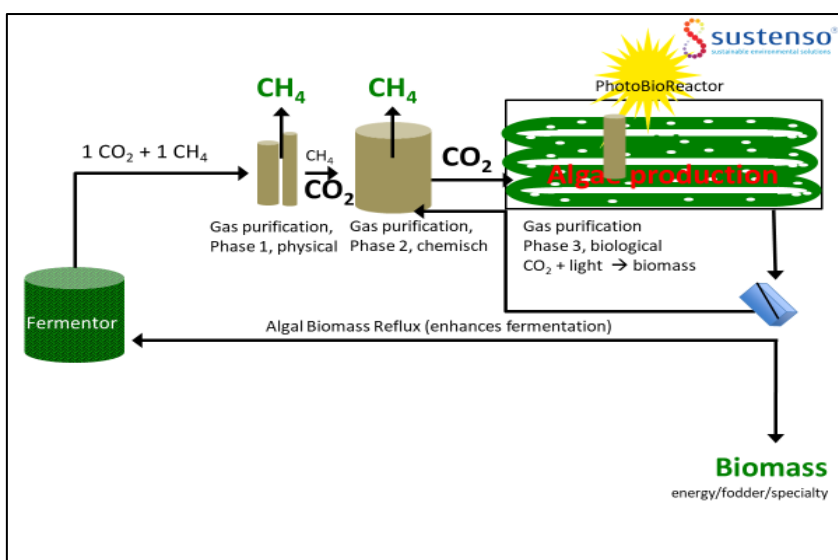 sustenso®
sustainable environmental solutions
PhotoBioReactor
CH4
CH4
1 CO2 + 1 CH4
CH4
CO2
CO2
Algae production
Gas purification,
Phase 1, physical
Gas purification,
Phase 2, chemisch
Gas purification
Phase 3, biological
CO2 + light → biomass
Fermentor
Algal Biomass Reflux (enhances fermentation)
Biomass
energy/fodder/specialty